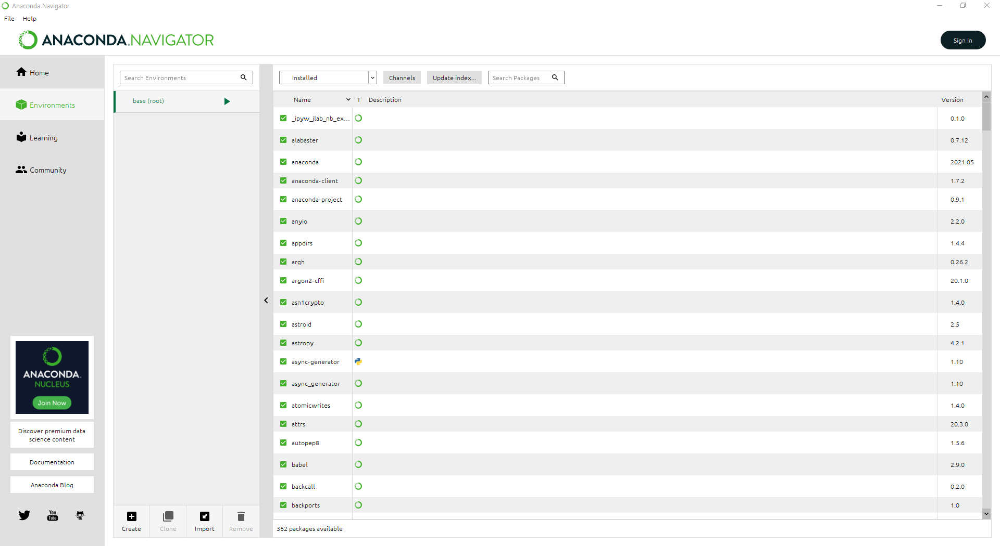 Anaconda Navigator
File Help
ANACONDA.NAVIGATOR
Sign in
Home
Environments
Learning
Community
ANACONDA.
NUCLEUS
Join Now
Discover premium data
science content
Documentation
Anaconda Blog
You
Tube
Search Environments
base (root)
Create
Clone
Import
Remove
Installed
Channels
Update index...
Search Packages
Name T Description Version
_ipyw_jlab_nb_ex... 0.1.0
alabaster 0.7.12
anaconda 2021.05
anaconda-client 1.7.2
anaconda-project 0.9.1
anyio 2.2.0
appdirs 1.4.4
argh 0.26.2
argon2-cffi 20.1.0
asn1crypto 1.4.0
astroid 2.5
astropy 4.2.1
async-generator 1.10
async_generator 1.10
atomicwrites 1.4.0
attrs 20.3.0
autopep8 1.5.6
babel 2.9.0
backcall 0.2.0
backports 1.0
362 packages available